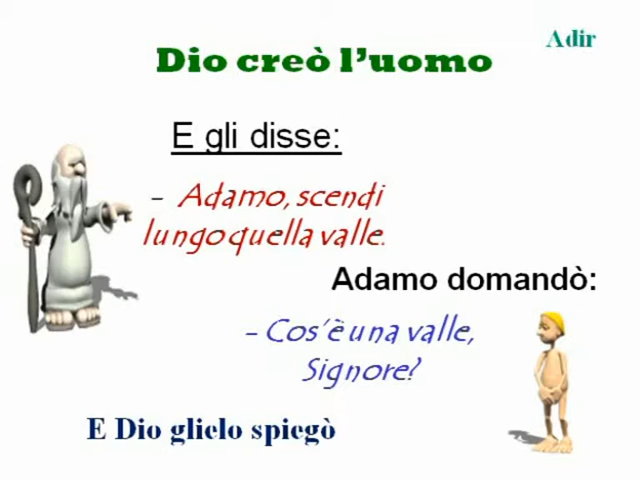 Adir
Dio creò l'uomo
E gli disse:
- Adamo, scendi
lungo quella valle.
Adamo domandò:
- Cos'è una valle,
Signore?
E Dio glielo spiegò